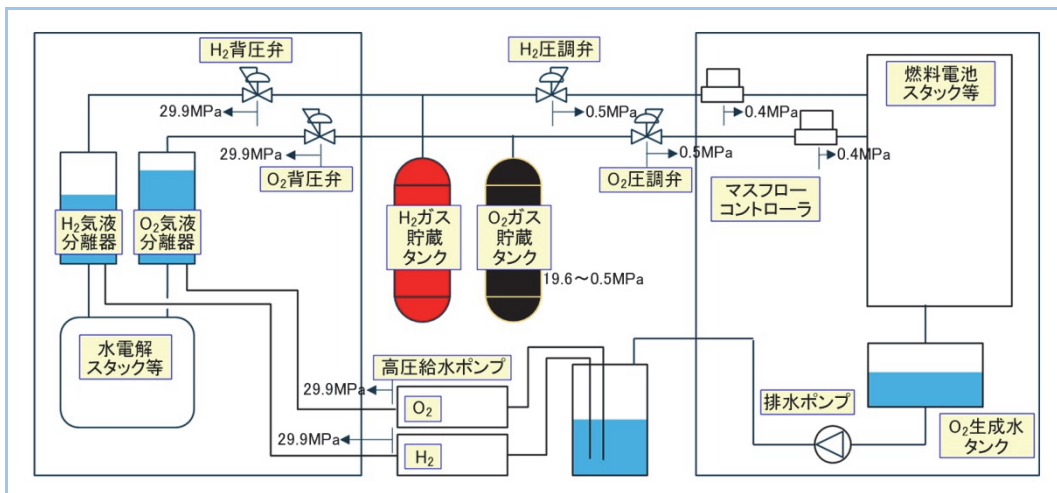 H₂背圧弁
29.9MPa
29.9MPa
O₂背圧弁
H₂圧調弁
0.5MPa
0.4MPa
0.5MPa
0.4MPa
O₂圧調弁
マスフロー
コントローラ
燃料電池
スタック等
H₂気液
分離器
O₂気液
分離器
H₂ガス
貯蔵
タンク
O₂ガス
貯蔵
タンク
19.6～0.5MPa
水電解
スタック等
高圧給水ポンプ
29.9MPa
O₂
29.9MPa
H₂
排水ポンプ
O₂生成水
タンク